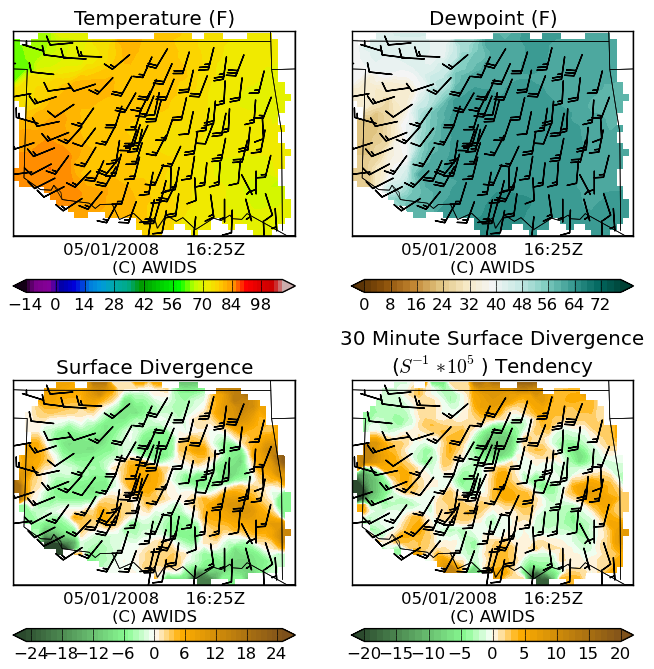 Temperature (F)
Dewpoint (F)
05/01/2008 16:25Z
(C) AWIDS
05/01/2008 16:25Z
(C) AWIDS
−14 0 14 28 42 56 70 84 98
0 8 16 24 32 40 48 56 64 72
Surface Divergence
30 Minute Surface Divergence
(S^{−1} ∗10^{5} ) Tendency
05/01/2008 16:25Z
(C) AWIDS
05/01/2008 16:25Z
(C) AWIDS
−24 −18 −12 −6 0 6 12 18 24
−20 −15 −10 −5 0 5 10 15 20